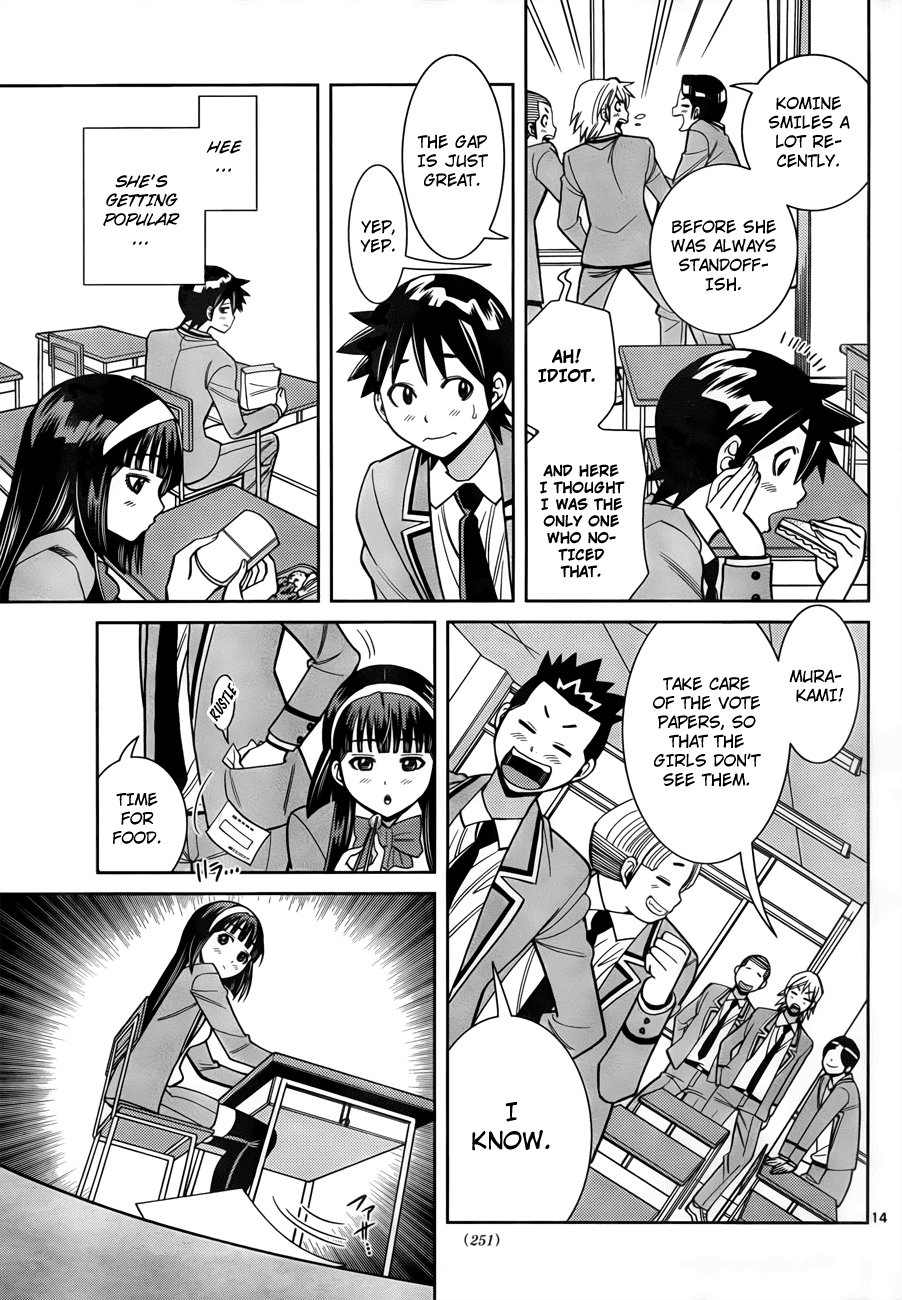 KOMINE
SMILES A
LOT RE-
CENTLY.
BEFORE SHE
WAS ALWAYS
STANDOFF-
ISH.
AH!
IDIOT.
AND HERE
I THOUGHT
I WAS THE
ONLY ONE
WHO NO-
TICED
THAT.
THE GAP
IS JUST
GREAT.
YEP,
YEP.
HEE
...
SHE'S
GETTING
POPULAR
...
MURA-
KAMI!
TAKE CARE
OF THE VOTE
PAPERS, SO
THAT THE
GIRLS DON'T
SEE THEM.
I
KNOW.
RUSTLE
TIME
FOR
FOOD.
ソラ…
14
(251)